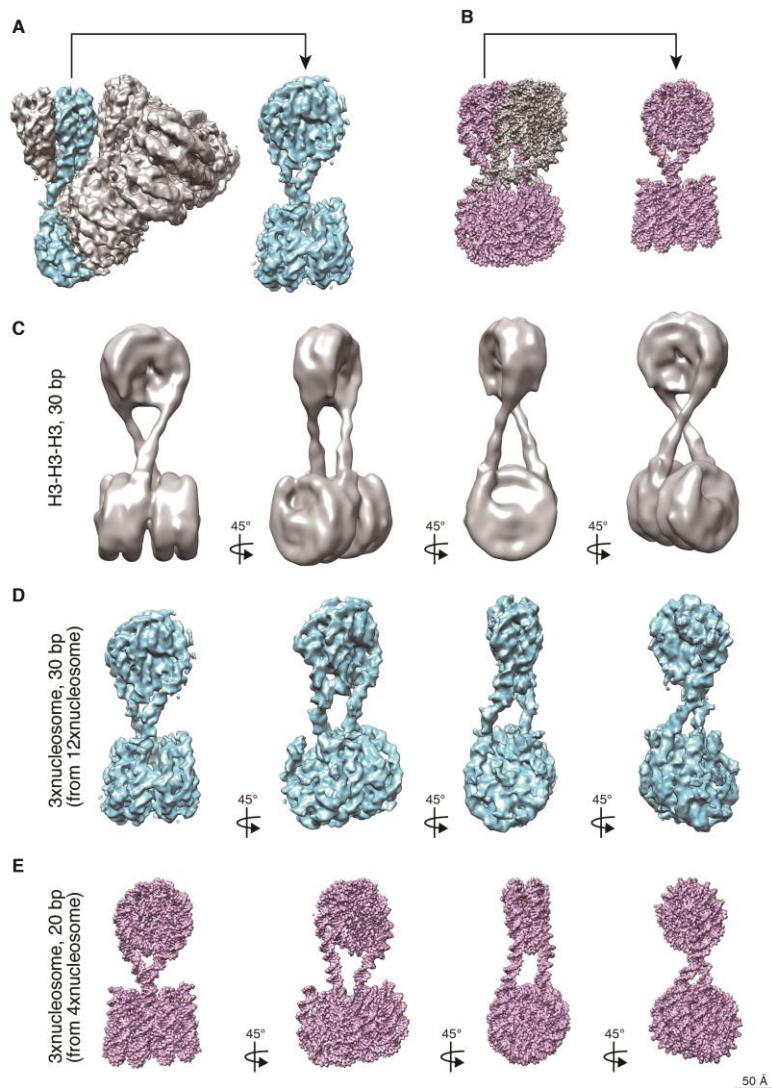 A
B
C
H3-H3-H3, 30 bp
45°
45°
45°
D
3xnucleosome, 30 bp
(from 12xnucleosome)
45°
45°
45°
E
3xnucleosome, 20 bp
(from 4xnucleosome)
45°
45°
45°
50 Å